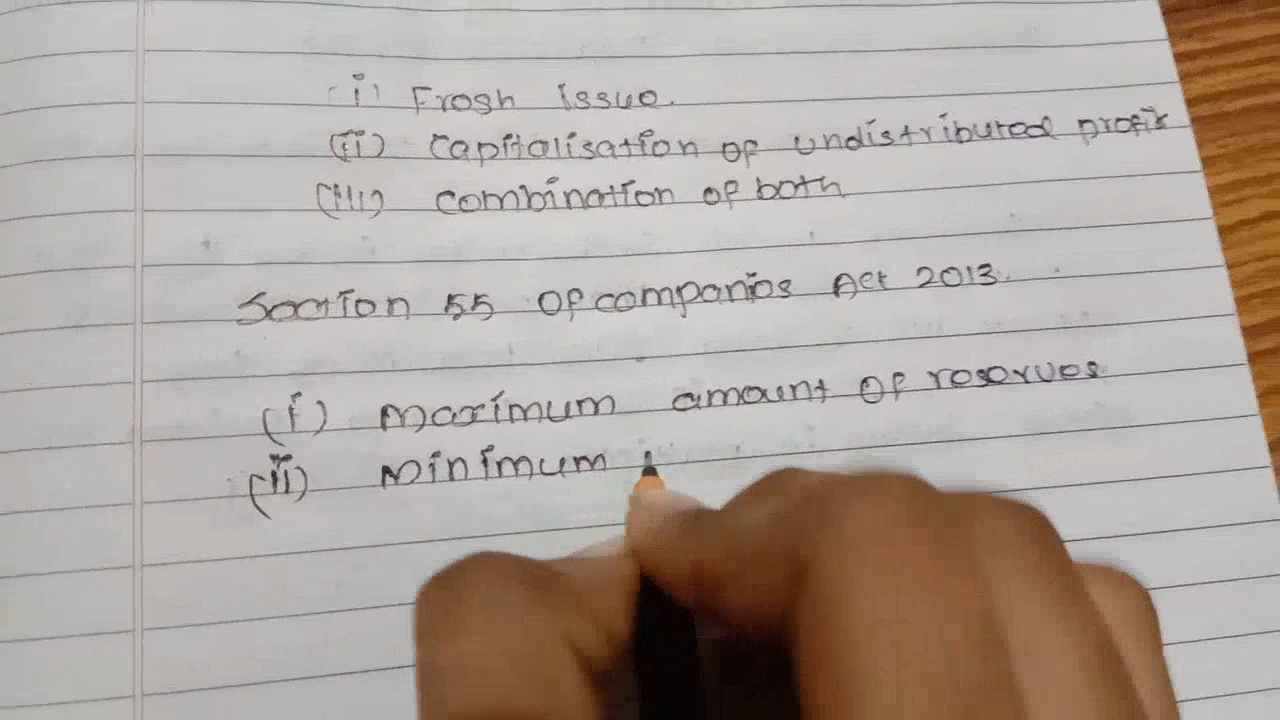 (i) Fresh issue.
(ii) capitalisation of undistributed profit
(iii) combination of both
Section 55 of companies Act 2013.
(i) Maximum amount of reserves
(ii) Minimum